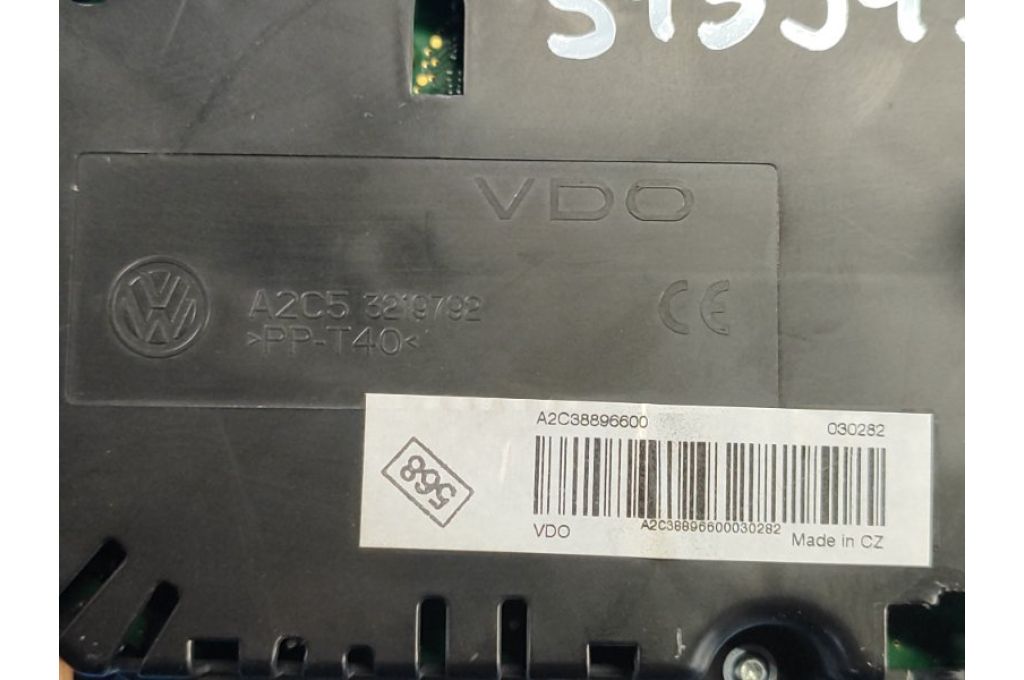 VDO
A2C5 3219792
>PP-T40<
CE
A2C38896600 030282
568
A2C38896600030282
VDO Made in CZ